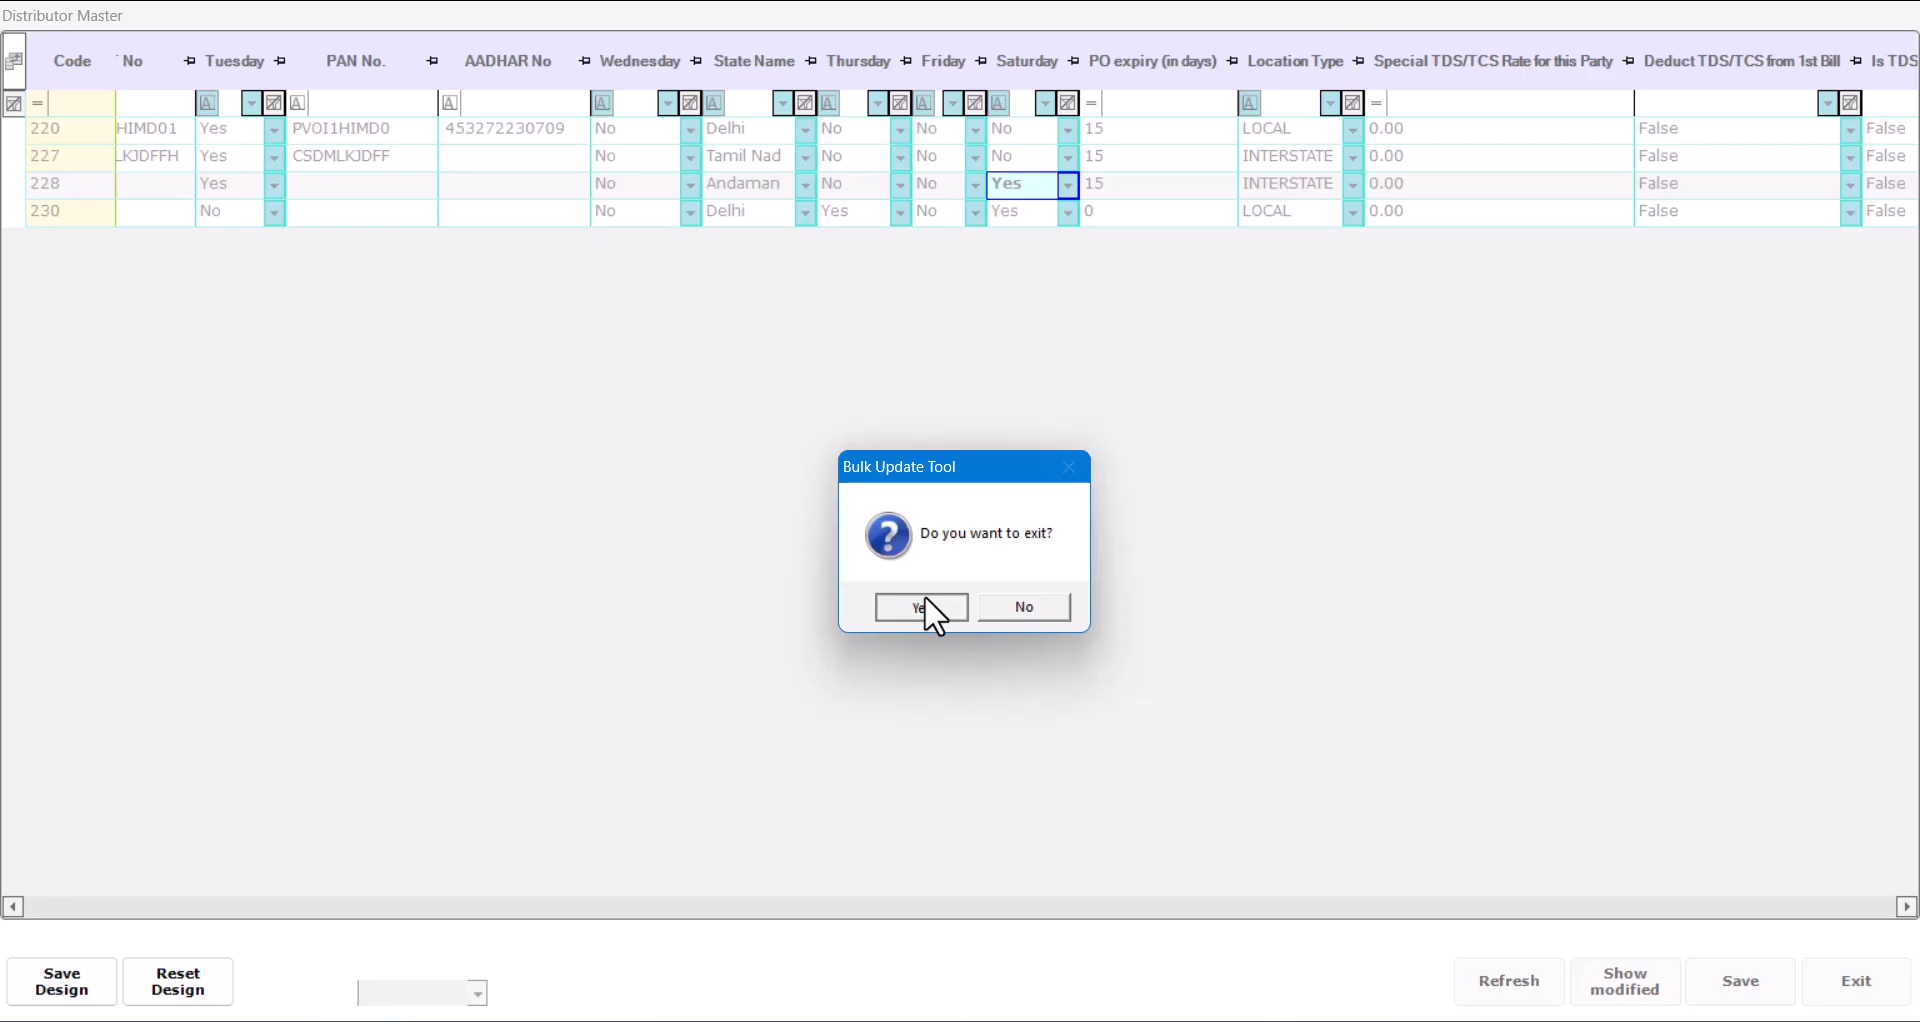 Distributor Master
Code No Tuesday PAN No. AADHAR No Wednesday State Name Thursday Friday Saturday PO expiry (in days) Location Type Special TDS/TCS Rate for this Party Deduct TDS/TCS from 1st Bill Is TDS
= A A A A A A A A = A =
220 HIMD01 Yes PVOI1HIMD0 453272230709 No Delhi No No No 15 LOCAL 0.00 False False
227 LKJDFFH Yes CSDMLKJDFF No Tamil Nad No No No 15 INTERSTATE 0.00 False False
228 Yes No Andaman No No Yes 15 INTERSTATE 0.00 False False
230 No No Delhi Yes No Yes 0 LOCAL 0.00 False False
Bulk Update Tool
Do you want to exit?
No
Save Design
Reset Design
Refresh
Show modified
Save
Exit